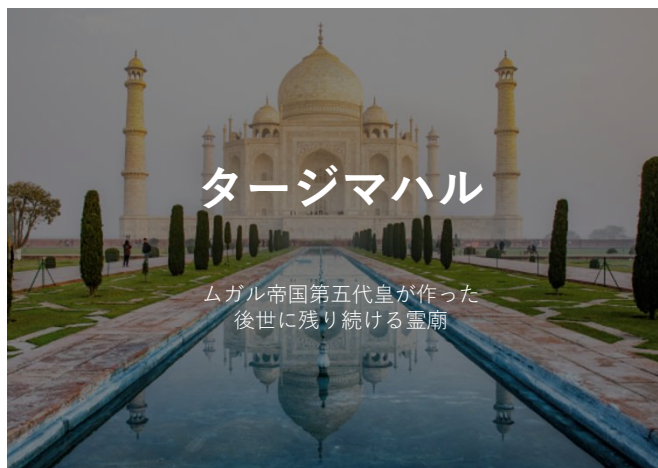 タージマハル
ムガル帝国第五代皇が作った
後世に残り続ける霊廟